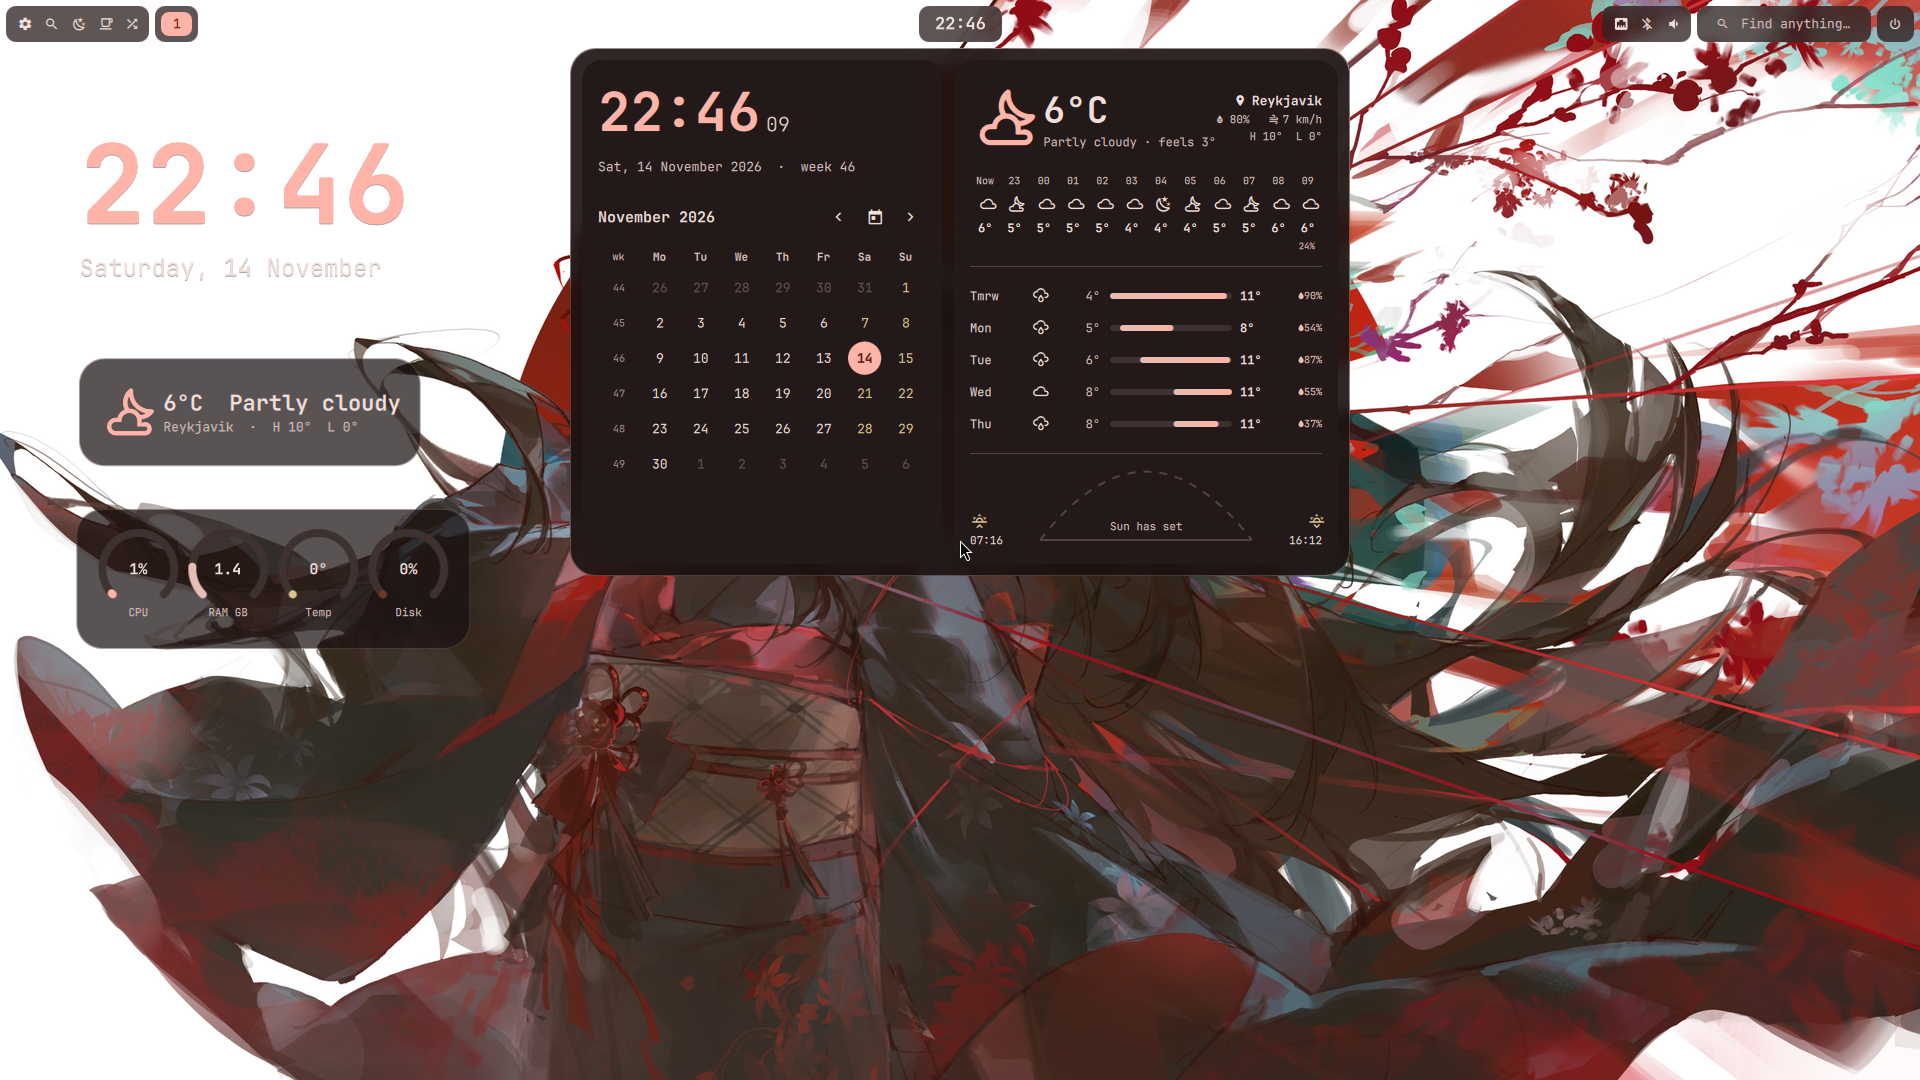 1
22:46
Find anything…
22:46
Saturday, 14 November
6°C Partly cloudy
Reykjavik · H 10° L 0°
1% 1.4 0° 0%
CPU RAM GB Temp Disk
22:46 09
Sat, 14 November 2026 · week 46
November 2026
wk Mo Tu We Th Fr Sa Su
44 26 27 28 29 30 31 1
45 2 3 4 5 6 7 8
46 9 10 11 12 13 14 15
47 16 17 18 19 20 21 22
48 23 24 25 26 27 28 29
49 30 1 2 3 4 5 6
6°C
Partly cloudy · feels 3°
Reykjavik
80% 7 km/h
H 10° L 0°
Now 23 00 01 02 03 04 05 06 07 08 09
6° 5° 5° 5° 5° 4° 4° 4° 5° 5° 6° 6°
24%
Tmrw 4° 11° 90%
Mon 5° 8° 54%
Tue 6° 11° 87%
Wed 8° 11° 55%
Thu 8° 11° 37%
Sun has set
07:16 16:12